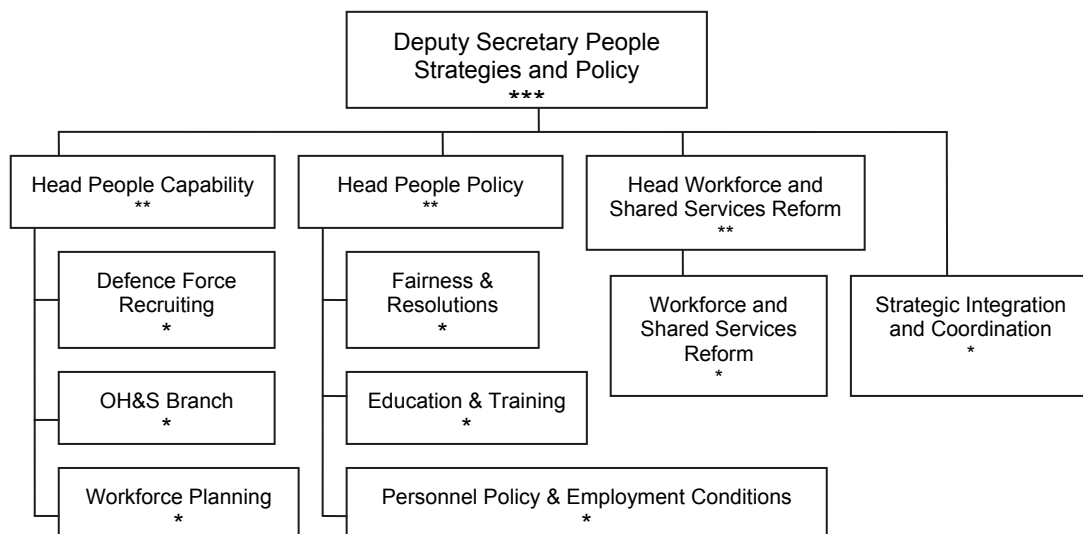 Deputy Secretary People
Strategies and Policy
***
Head People Capability
**
Head People Policy
**
Head Workforce and
Shared Services Reform
**
Defence Force
Recruiting
*
Fairness &
Resolutions
*
Workforce and
Shared Services
Reform
*
Strategic Integration
and Coordination
*
OH&S Branch
*
Education & Training
*
Workforce Planning
*
Personnel Policy & Employment Conditions
*